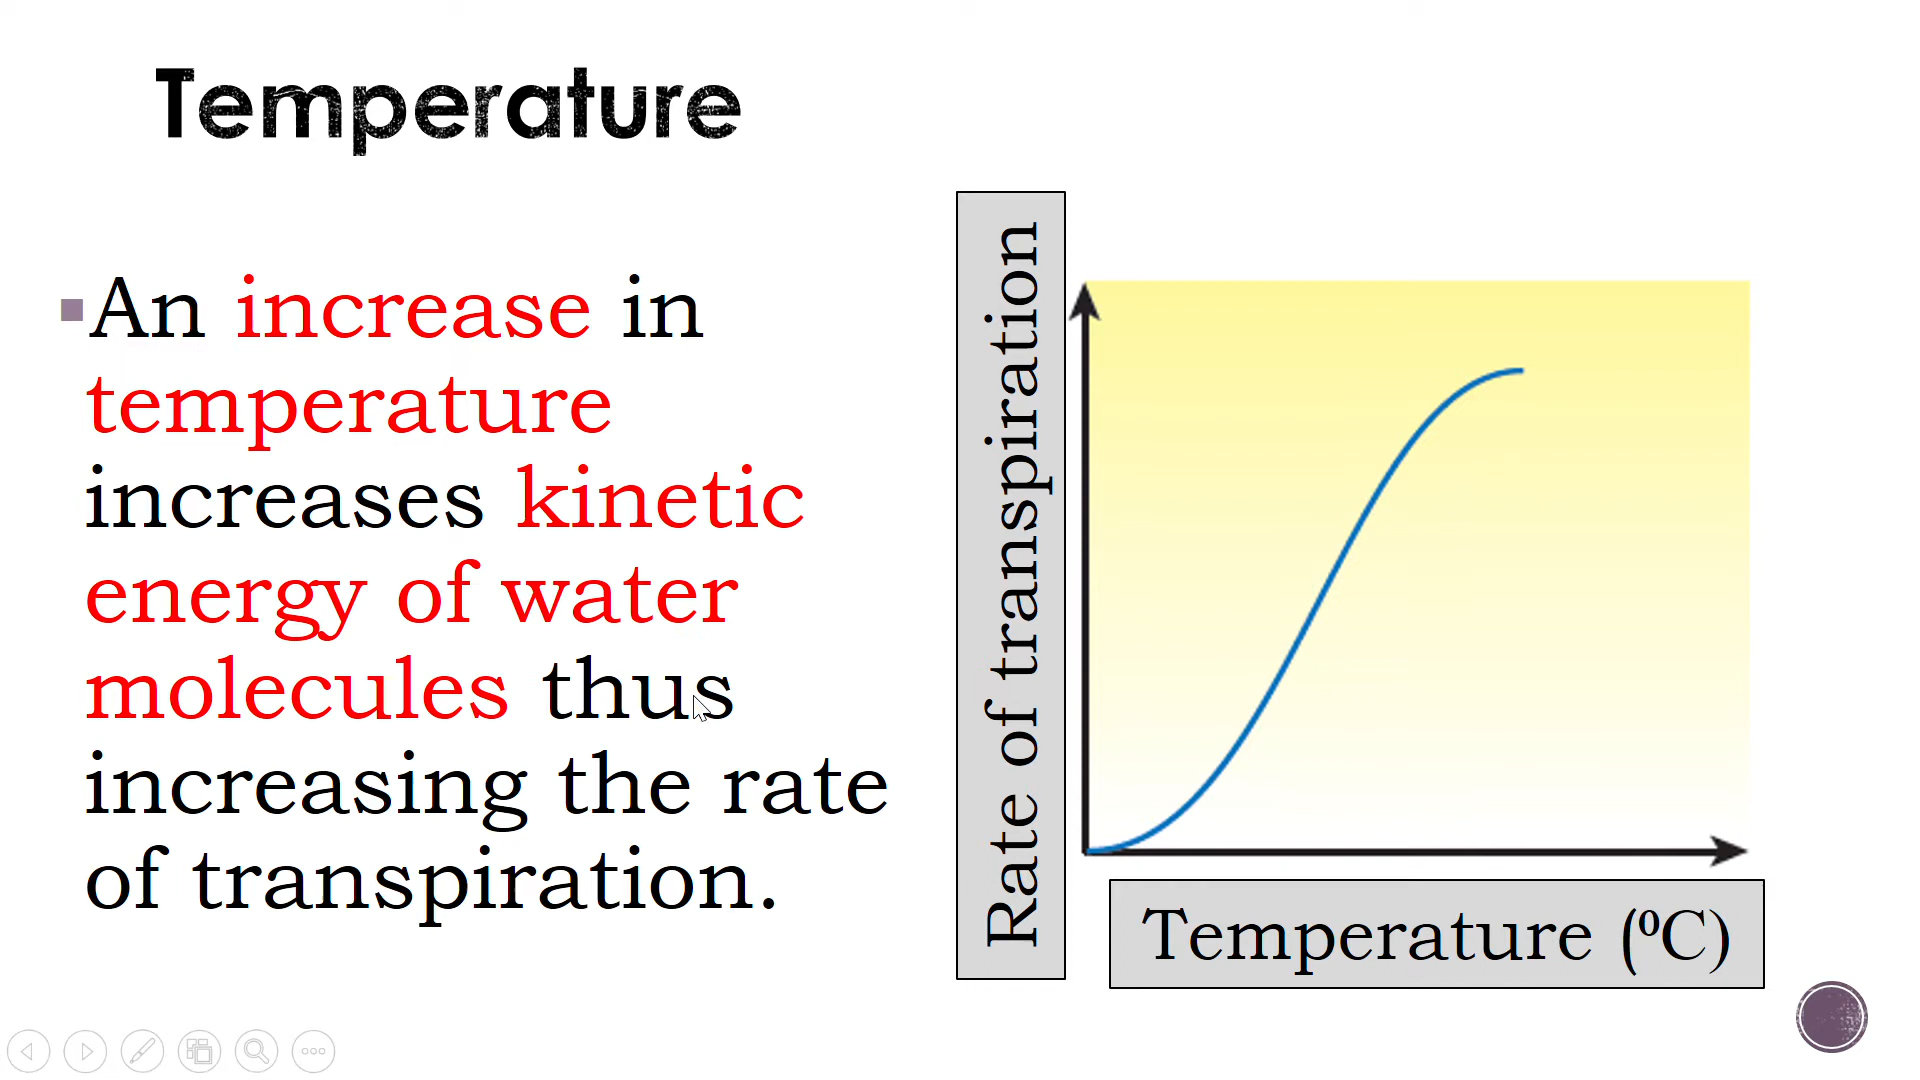 Temperature
▪An increase in
temperature
increases kinetic
energy of water
molecules thus
increasing the rate
of transpiration.
Rate of transpiration
Temperature (⁰C)